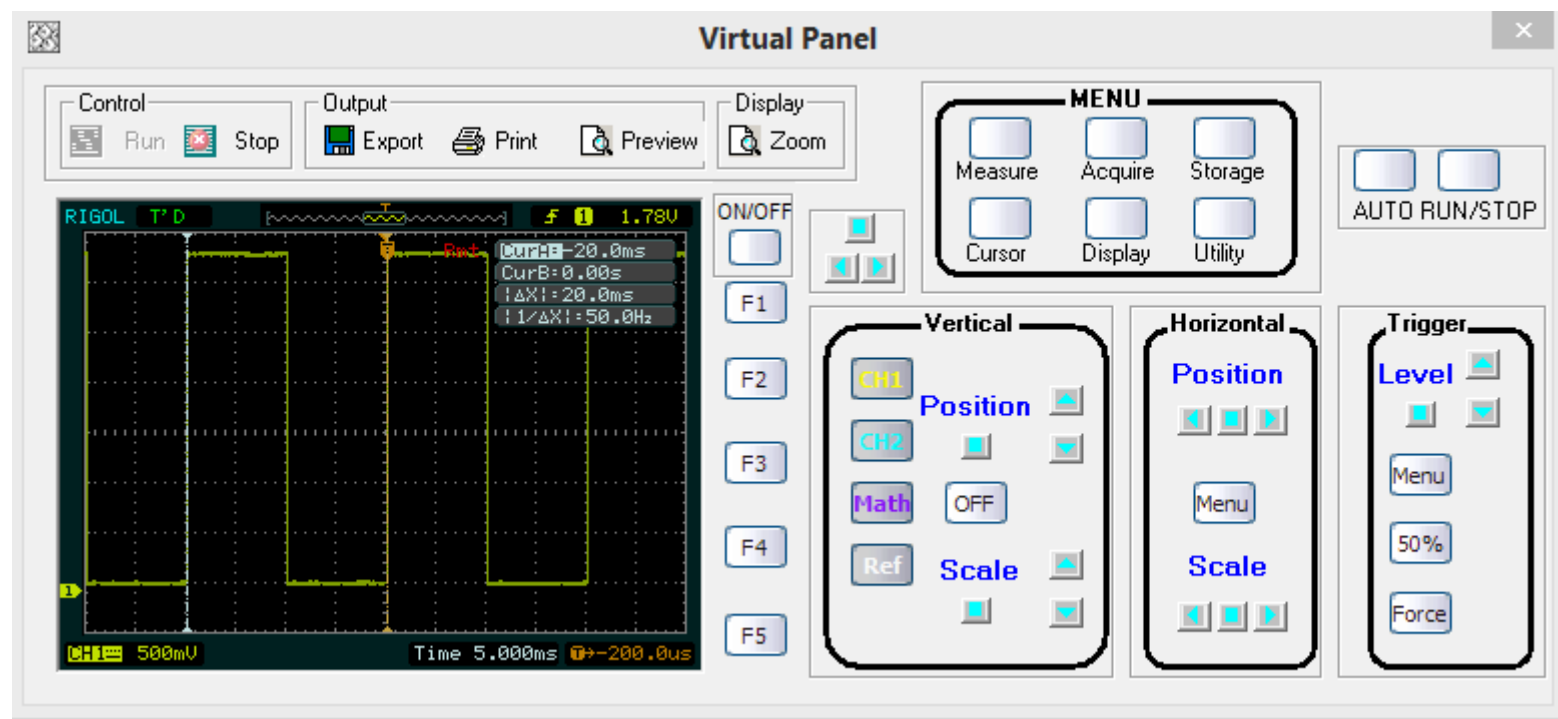 Virtual Panel
Control
Run
Stop
Output
Export
Print
Preview
Display
Zoom
MENU
Measure
Acquire
Storage
Cursor
Display
Utility
AUTO RUN/STOP
RIGOL T'D
T
1 1.78V
Rmt
CurA:-20.0ms
CurB:0.00s
|ΔX|:20.0ms
|1/ΔX|:50.0Hz
1
CH1 500mV
Time 5.000ms
T→-200.0us
ON/OFF
F1
F2
F3
F4
F5
Vertical
CH1
CH2
Math
Ref
Position
OFF
Scale
Horizontal
Position
Menu
Scale
Trigger
Level
Menu
50%
Force